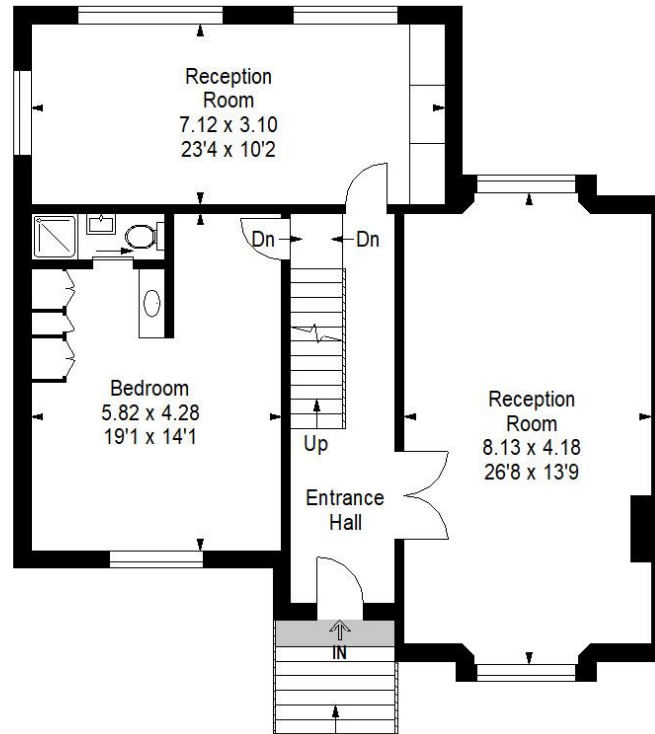 Reception
Room
7.12 x 3.10
23'4 x 10'2
Dn
Dn
Bedroom
5.82 x 4.28
19'1 x 14'1
Reception
Room
8.13 x 4.18
26'8 x 13'9
Up
Entrance
Hall
IN